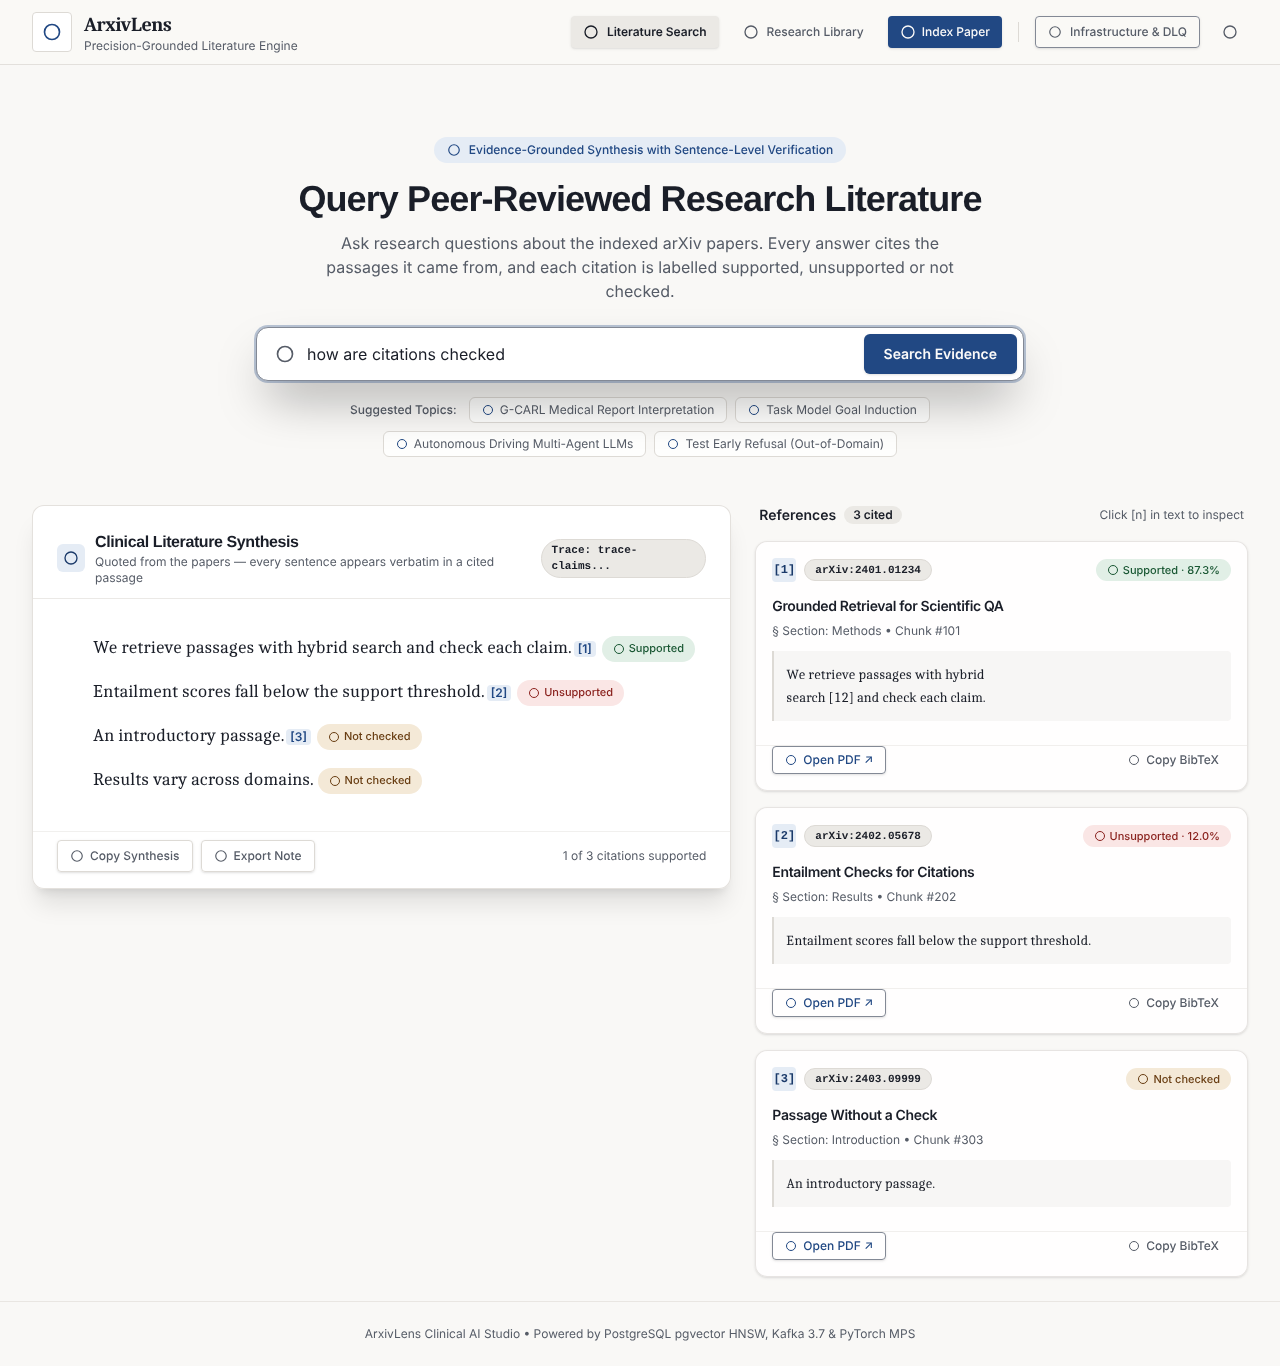 ArxivLens
Precision-Grounded Literature Engine
Literature Search
Research Library
Index Paper
Infrastructure & DLQ
Evidence-Grounded Synthesis with Sentence-Level Verification
Query Peer-Reviewed Research Literature
Ask research questions about the indexed arXiv papers. Every answer cites the
passages it came from, and each citation is labelled supported, unsupported or not
checked.
how are citations checked
Search Evidence
Suggested Topics:
G-CARL Medical Report Interpretation
Task Model Goal Induction
Autonomous Driving Multi-Agent LLMs
Test Early Refusal (Out-of-Domain)
Clinical Literature Synthesis
Quoted from the papers — every sentence appears verbatim in a cited
passage
Trace: trace-
claims...
We retrieve passages with hybrid search and check each claim. [1] Supported
Entailment scores fall below the support threshold. [2] Unsupported
An introductory passage. [3] Not checked
Results vary across domains. Not checked
Copy Synthesis
Export Note
1 of 3 citations supported
References
3 cited
Click [n] in text to inspect
[1] arXiv:2401.01234 Supported · 87.3%
Grounded Retrieval for Scientific QA
§ Section: Methods • Chunk #101
We retrieve passages with hybrid
search [12] and check each claim.
Open PDF ↗
Copy BibTeX
[2] arXiv:2402.05678 Unsupported · 12.0%
Entailment Checks for Citations
§ Section: Results • Chunk #202
Entailment scores fall below the support threshold.
Open PDF ↗
Copy BibTeX
[3] arXiv:2403.09999 Not checked
Passage Without a Check
§ Section: Introduction • Chunk #303
An introductory passage.
Open PDF ↗
Copy BibTeX
ArxivLens Clinical AI Studio • Powered by PostgreSQL pgvector HNSW, Kafka 3.7 & PyTorch MPS